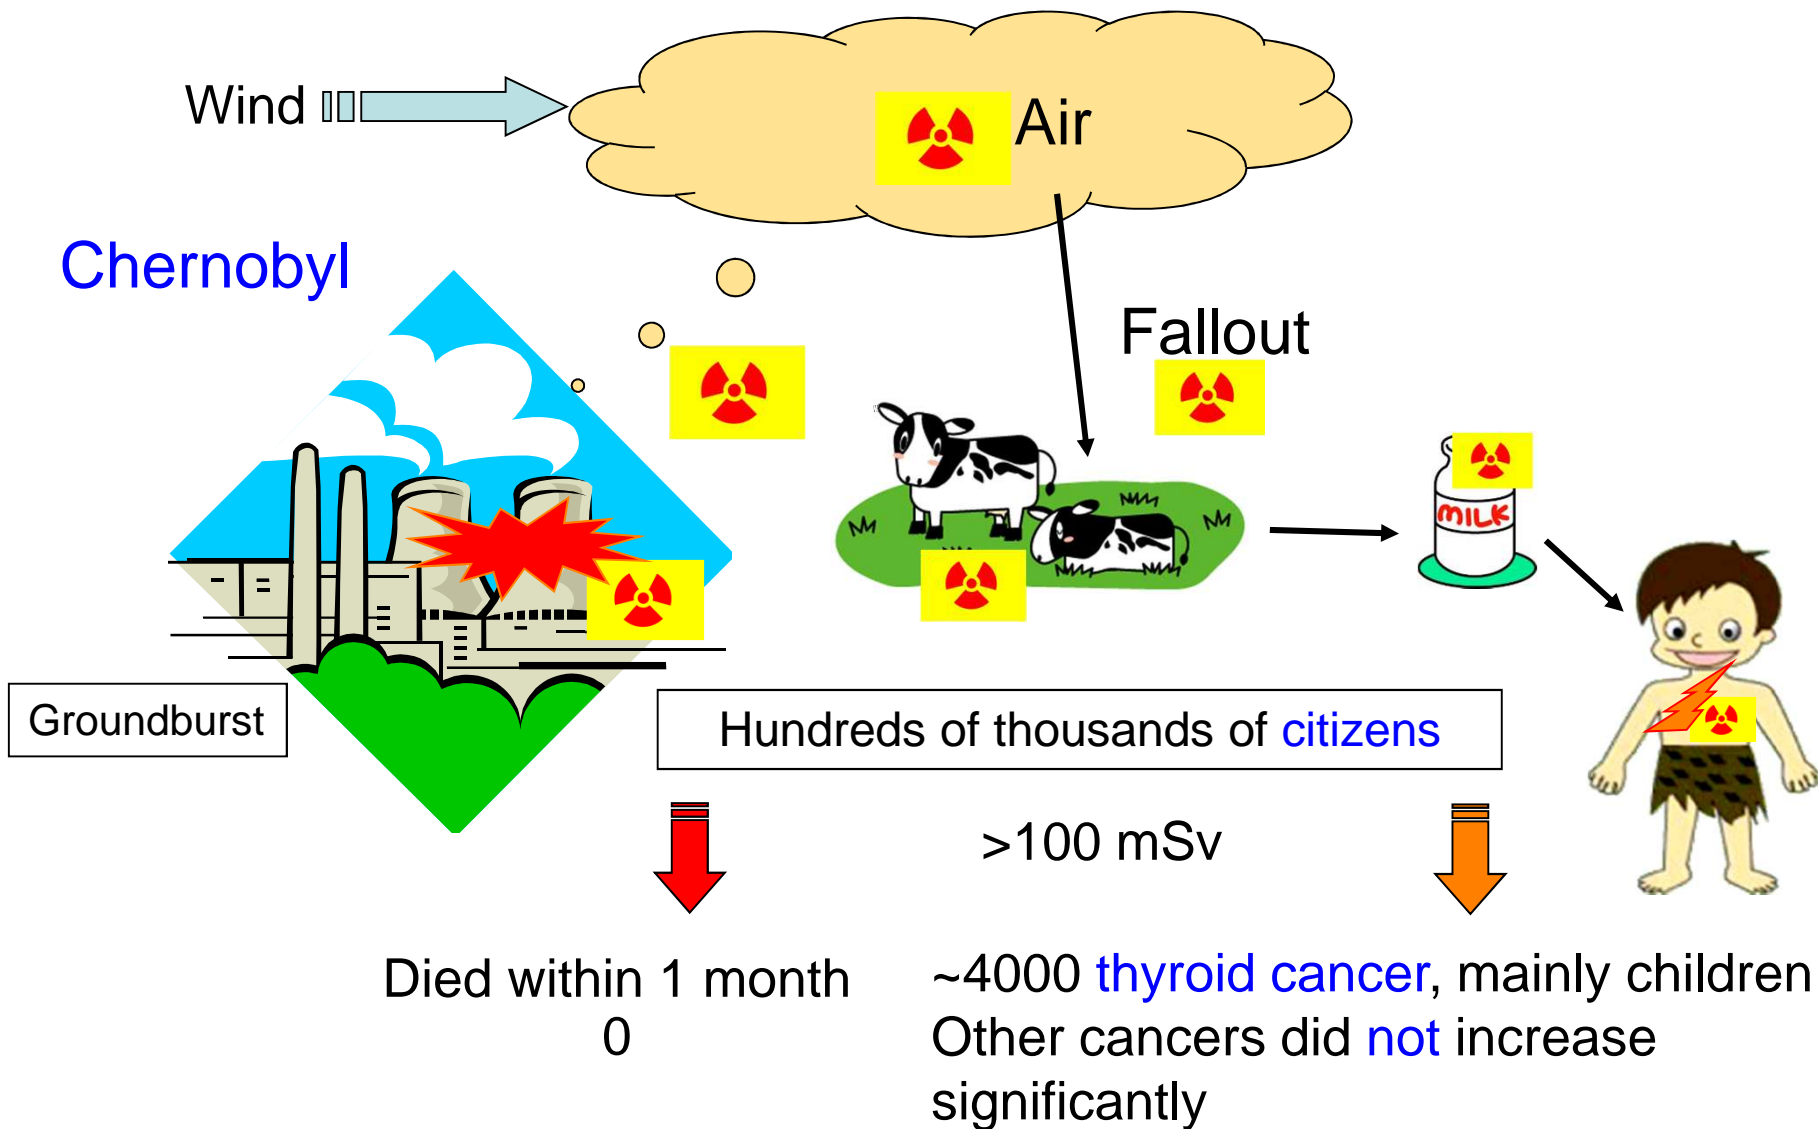 Wind
Air
Chernobyl
Fallout
MILK
Groundburst
Hundreds of thousands of citizens
>100 mSv
Died within 1 month
0
~4000 thyroid cancer, mainly children
Other cancers did not increase
significantly